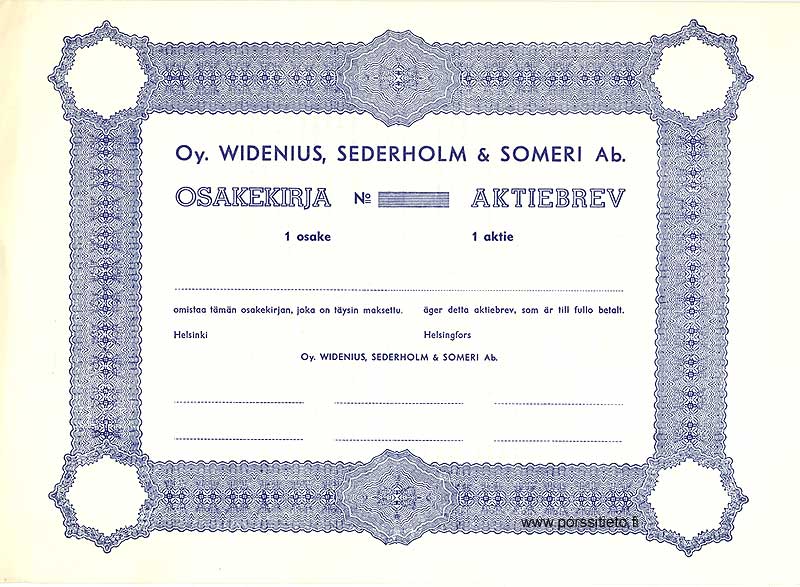 Oy. WIDENIUS, SEDERHOLM & SOMERI Ab.
OSAKEKIRJA № AKTIEBREV
1 osake 1 aktie
omistaa tämän osakekirjan, joka on täysin maksettu. äger detta aktiebrev, som är till fullo betalt.
Helsinki Helsingfors
Oy. WIDENIUS, SEDERHOLM & SOMERI Ab.
www.porssitieto.fi